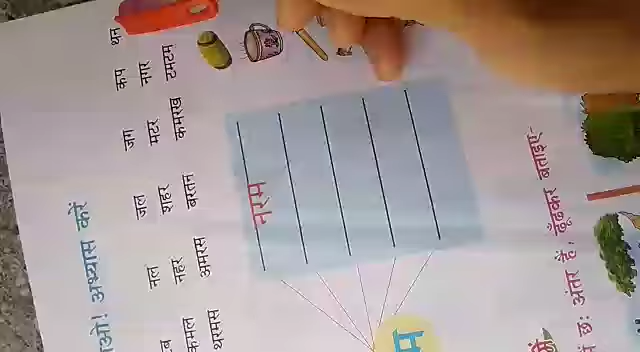 अभ्यास करें
नल जल जग कप थन
कमल नहर शहर मटर नगर
थरमस अमरस बरतन कमरख टमटम
नरम
म
में छः अंतर हैं, ढूँढकर बताइए-